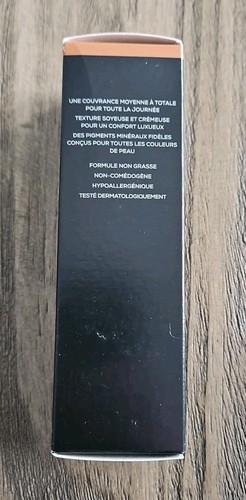 UNE COUVRANCE MOYENNE À TOTALE
POUR TOUTE LA JOURNÉE
TEXTURE SOYEUSE ET CRÉMEUSE
POUR UN CONFORT LUXUEUX
DES PIGMENTS MINÉRAUX FIDÈLES
CONÇUS POUR TOUTES LES COULEURS
DE PEAU
FORMULE NON GRASSE
NON-COMÉDOGÈNE
HYPOALLERGÉNIQUE
TESTÉ DERMATOLOGIQUEMENT